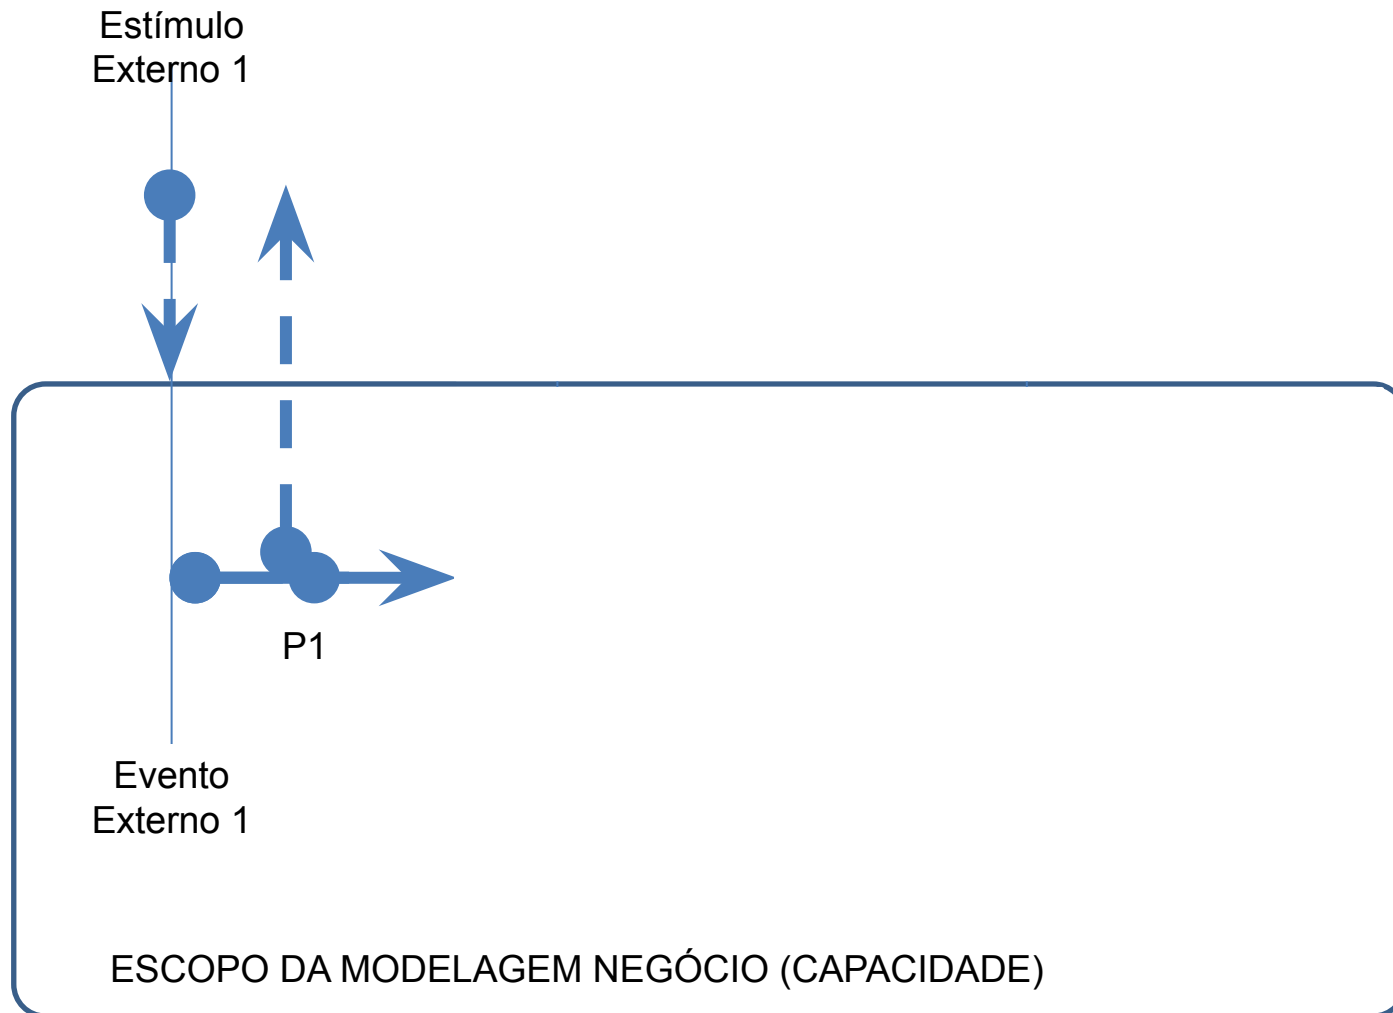 Estímulo
Externo 1
P1
Evento
Externo 1
ESCOPO DA MODELAGEM NEGÓCIO (CAPACIDADE)